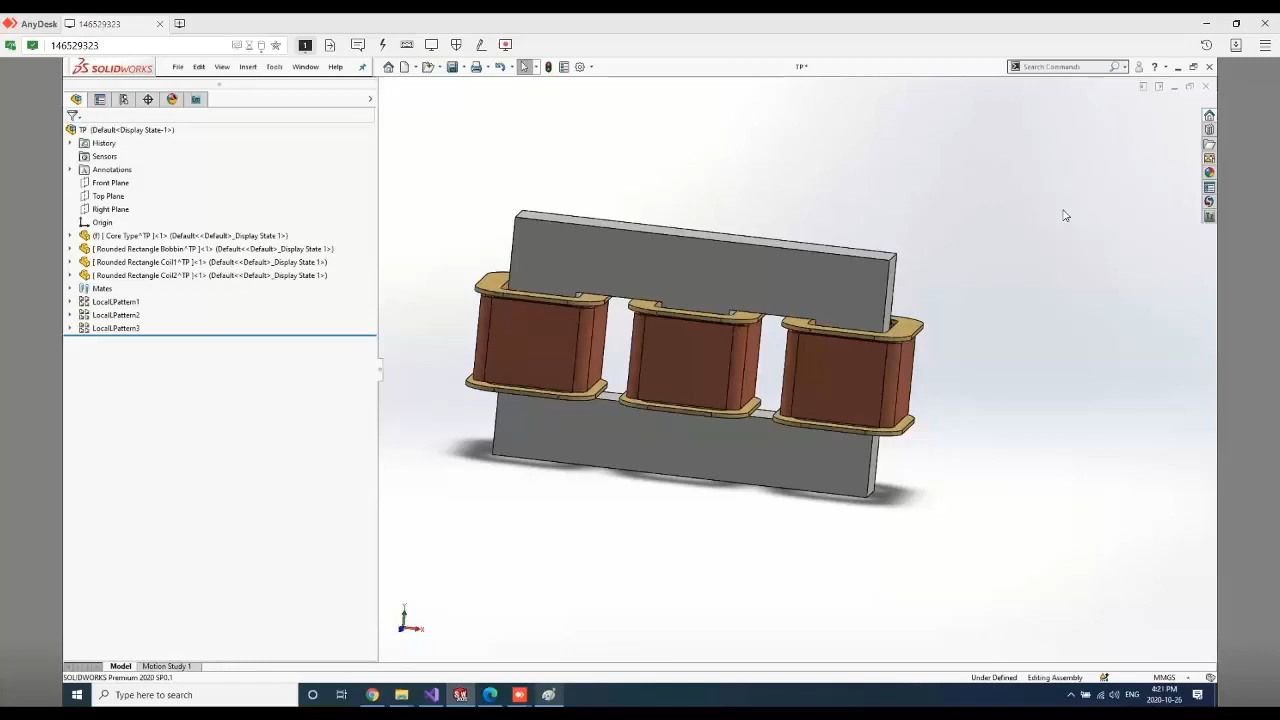 AnyDesk 146529323
146529323 1
SOLIDWORKS File Edit View Insert Tools Window Help TP* Search Commands ?
TP (Default<Display State-1>)
History
Sensors
A Annotations
Front Plane
Top Plane
Right Plane
Origin
(f) [ Core Type^TP ]<1> (Default<<Default>_Display State 1>)
[ Rounded Rectangle Bobbin^TP ]<1> (Default<<Default>_Display State 1>)
[ Rounded Rectangle Coil1^TP ]<1> (Default<<Default>_Display State 1>)
[ Rounded Rectangle Coil2^TP ]<1> (Default<<Default>_Display State 1>)
Mates
LocalLPattern1
LocalLPattern2
LocalLPattern3
Y
X
Model Motion Study 1
SOLIDWORKS Premium 2020 SP0.1 Under Defined Editing Assembly MMGS
Type here to search ENG 4:21 PM
2020-10-26